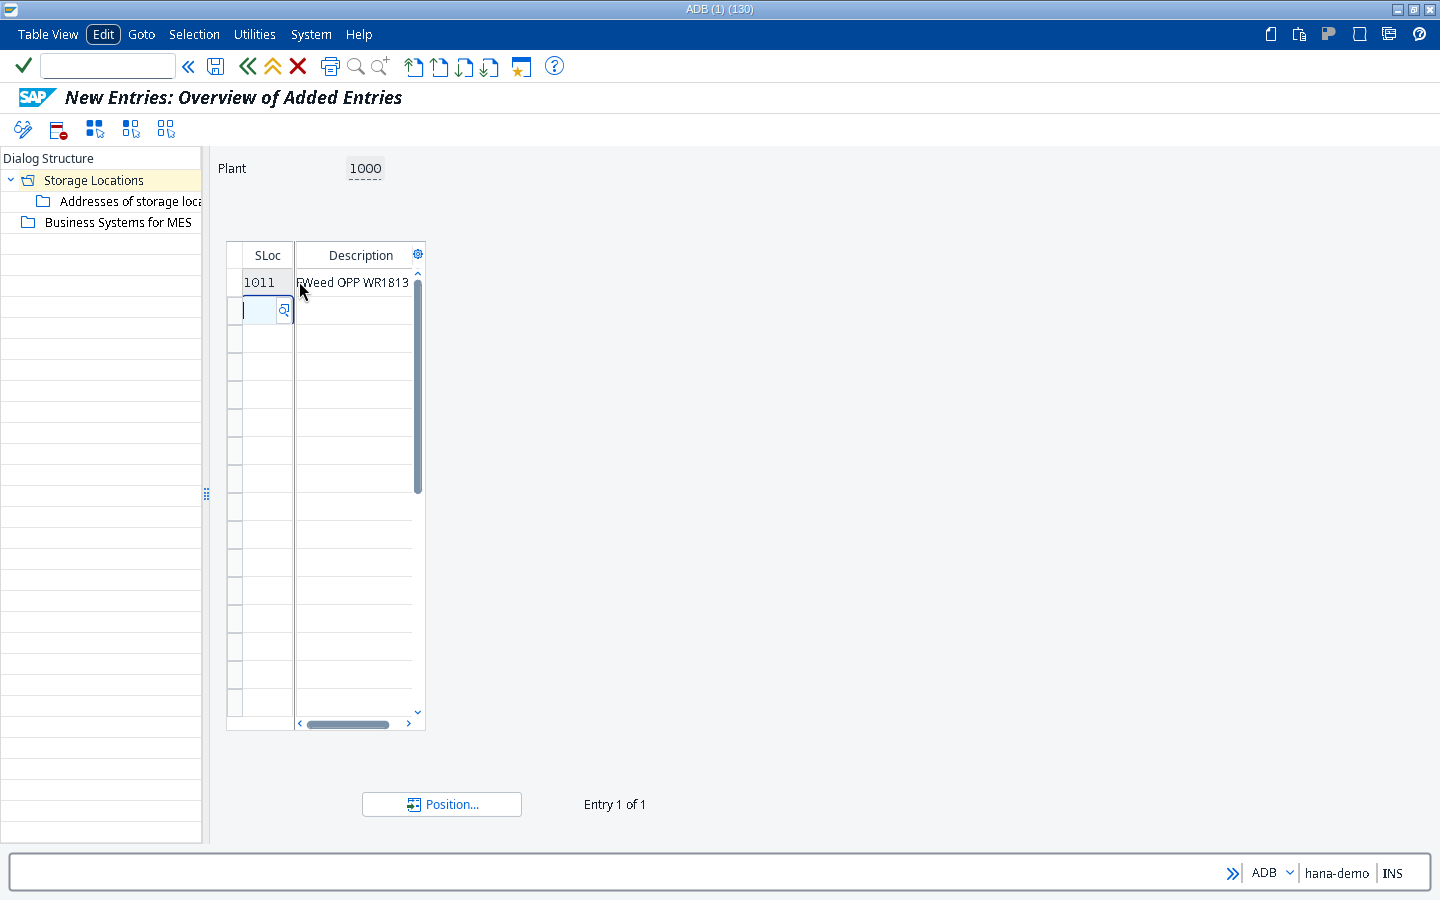 ADB (1) (130)
Table View Edit Goto Selection Utilities System Help
SAP New Entries: Overview of Added Entries
Dialog Structure
Storage Locations
Addresses of storage loca
Business Systems for MES
Plant 1000
SLoc Description
1011 FWeed OPP WR1813
Position... Entry 1 of 1
ADB hana-demo INS